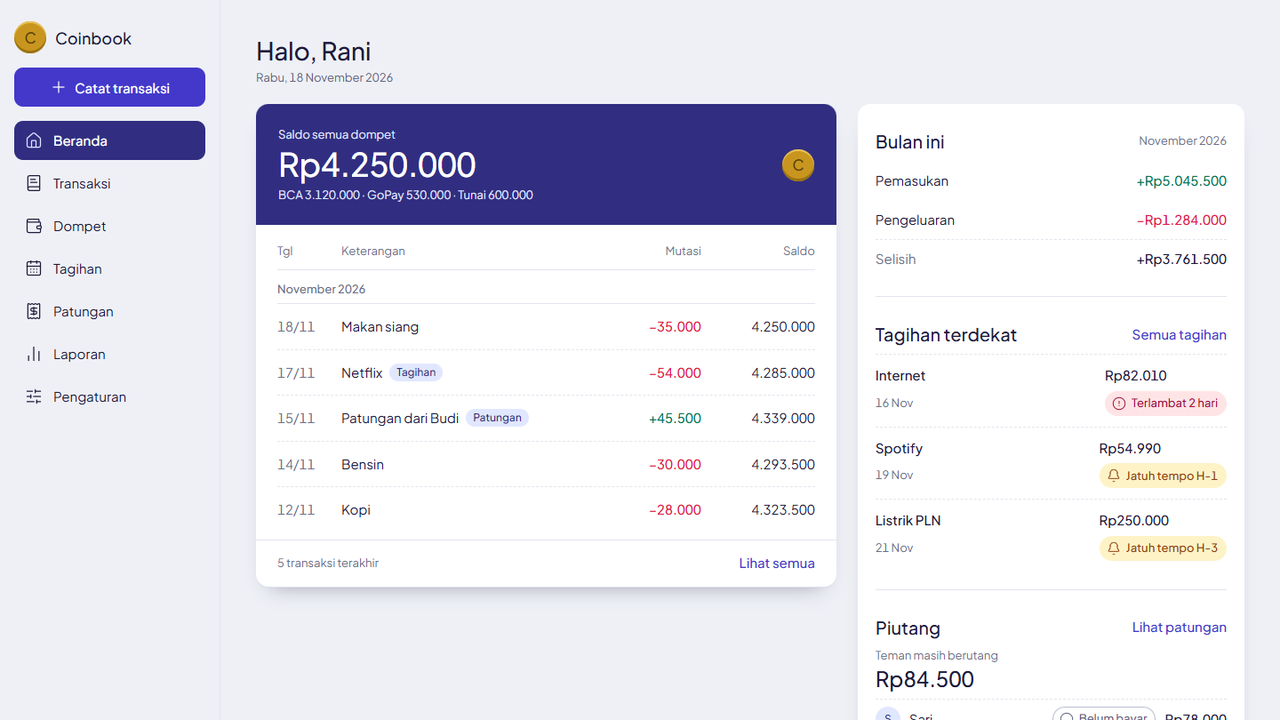 C Coinbook
Catat transaksi
Beranda
Transaksi
Dompet
Tagihan
Patungan
Laporan
Pengaturan
Halo, Rani
Rabu, 18 November 2026
Saldo semua dompet
Rp4.250.000
BCA 3.120.000 · GoPay 530.000 · Tunai 600.000
C
Tgl Keterangan Mutasi Saldo
November 2026
18/11 Makan siang −35.000 4.250.000
17/11 Netflix Tagihan −54.000 4.285.000
15/11 Patungan dari Budi Patungan +45.500 4.339.000
14/11 Bensin −30.000 4.293.500
12/11 Kopi −28.000 4.323.500
5 transaksi terakhir Lihat semua
Bulan ini November 2026
Pemasukan +Rp5.045.500
Pengeluaran −Rp1.284.000
Selisih +Rp3.761.500
Tagihan terdekat Semua tagihan
Internet Rp82.010
16 Nov Terlambat 2 hari
Spotify Rp54.990
19 Nov Jatuh tempo H-1
Listrik PLN Rp250.000
21 Nov Jatuh tempo H-3
Piutang Lihat patungan
Teman masih berutang
Rp84.500
S Sari Belum bayar Rp78.000